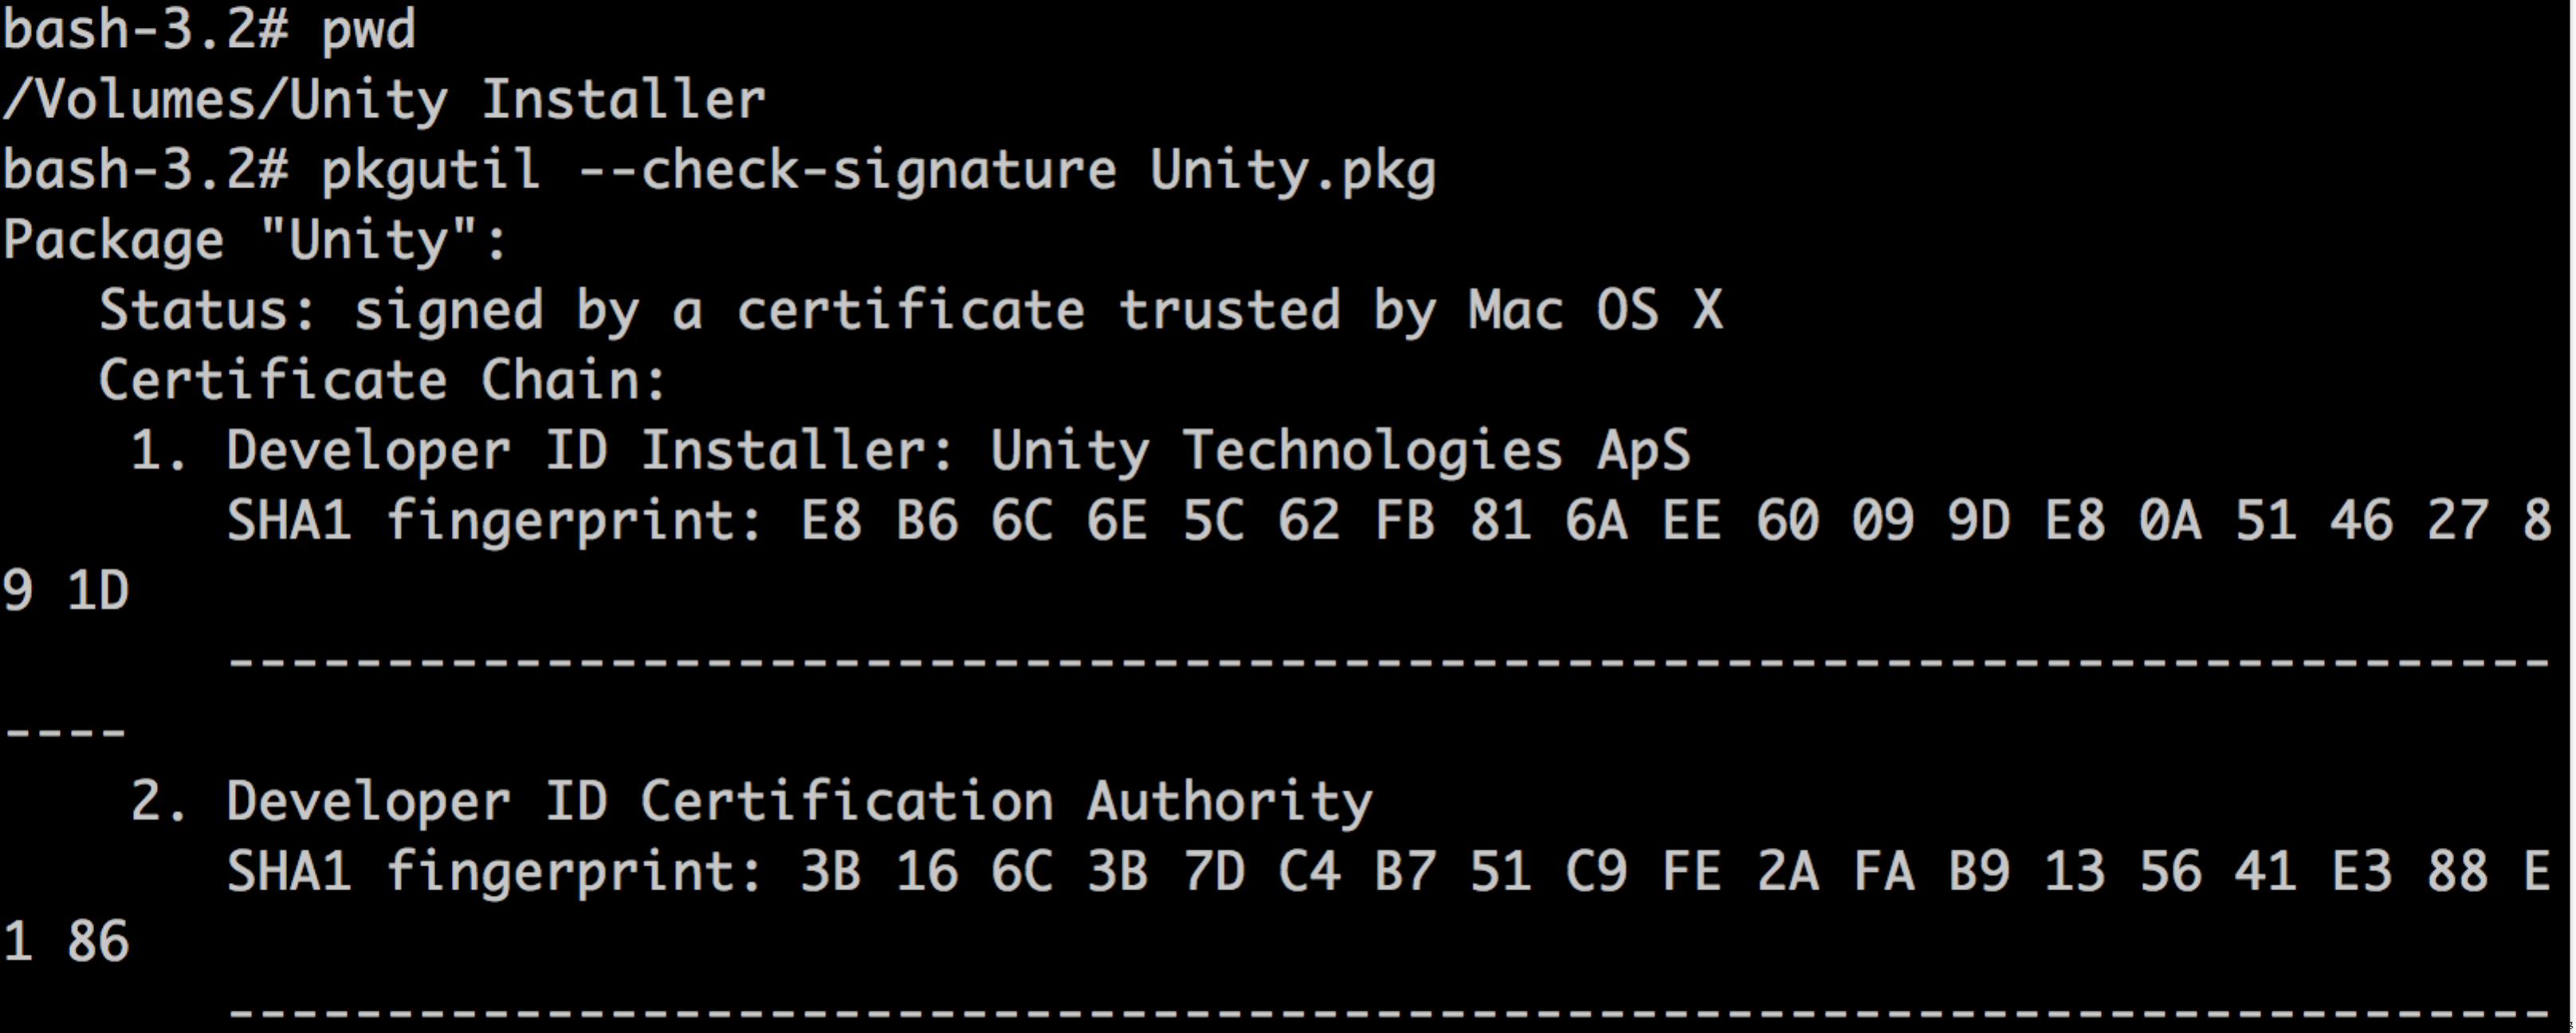 bash-3.2# pwd
/Volumes/Unity Installer
bash-3.2# pkgutil --check-signature Unity.pkg
Package "Unity":
   Status: signed by a certificate trusted by Mac OS X
   Certificate Chain:
    1. Developer ID Installer: Unity Technologies ApS
       SHA1 fingerprint: E8 B6 6C 6E 5C 62 FB 81 6A EE 60 09 9D E8 0A 51 46 27 8
9 1D
       -------------------------------------------------------------------------
----
    2. Developer ID Certification Authority
       SHA1 fingerprint: 3B 16 6C 3B 7D C4 B7 51 C9 FE 2A FA B9 13 56 41 E3 88 E
1 86
       -------------------------------------------------------------------------